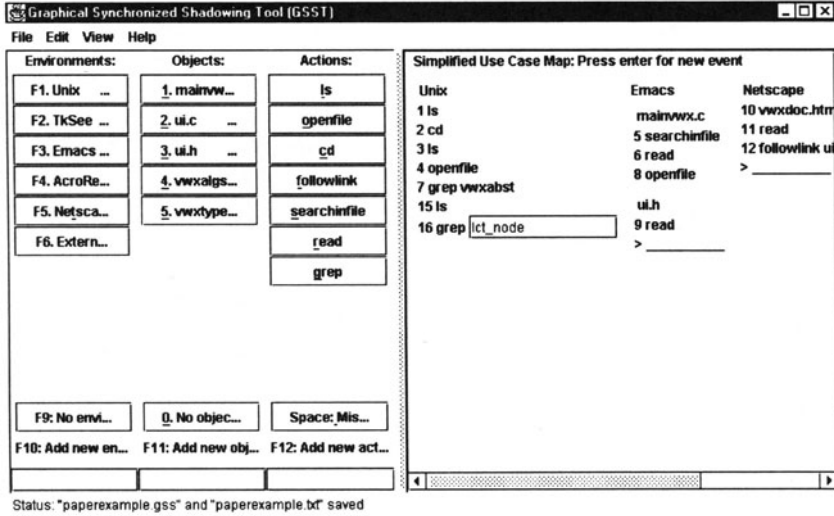 Graphical Synchronized Shadowing Tool (GSST)
File Edit View Help
Environments: Objects: Actions:
F1. Unix ... 1. mainvw... ls
F2. TkSee ... 2. ui.c ... openfile
F3. Emacs ... 3. ui.h ... cd
F4. AcroRe... 4. vwxalgs... followlink
F5. Netsca... 5. vwxtype... searchinfile
F6. Extern... read
grep
F9: No envi... 0. No objec... Space: Mis...
F10: Add new en... F11: Add new obj... F12: Add new act...
Simplified Use Case Map: Press enter for new event
Unix
1 ls
2 cd
3 ls
4 openfile
7 grep vwxabst
15 ls
16 grep lct_node
Emacs
mainvwx.c
5 searchinfile
6 read
8 openfile
ui.h
9 read
>
Netscape
10 vwxdoc.htm
11 read
12 followlink ui
>
Status: "paperexample.gss" and "paperexample.txt" saved